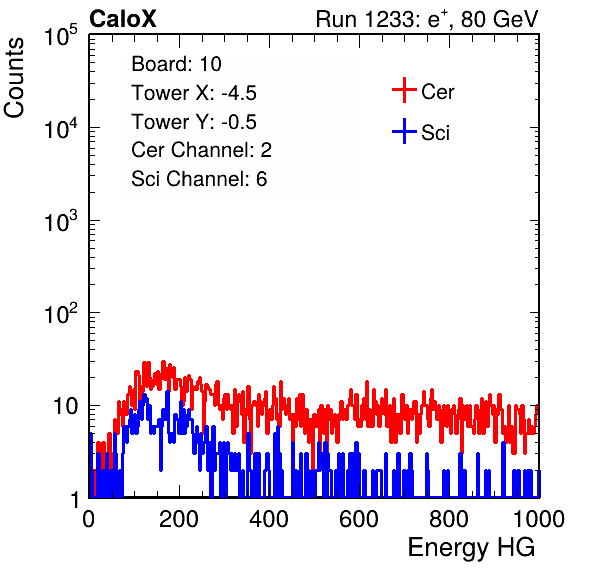 CaloX Run 1233: e⁺, 80 GeV
Counts
10⁵
10⁴
10³
10²
10
1
Board: 10
Tower X: -4.5
Tower Y: -0.5
Cer Channel: 2
Sci Channel: 6
Cer
Sci
0 200 400 600 800 1000
Energy HG